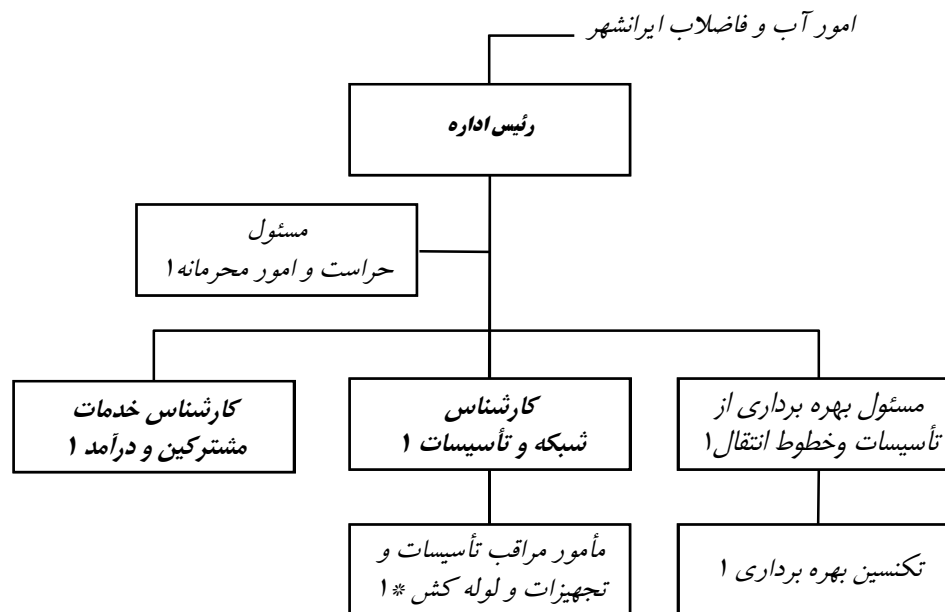 امور آب و فاضلاب ایرانشهر
رئیس اداره
مسئول
حراست و امور محرمانه ۱
مسئول بهره برداری از
تأسیسات وخطوط انتقال ۱
کارشناس
شبکه و تأسیسات ۱
کارشناس خدمات
مشترکین و درآمد ۱
تکنسین بهره برداری ۱
مأمور مراقب تأسیسات و
تجهیزات و لوله کش * ۱